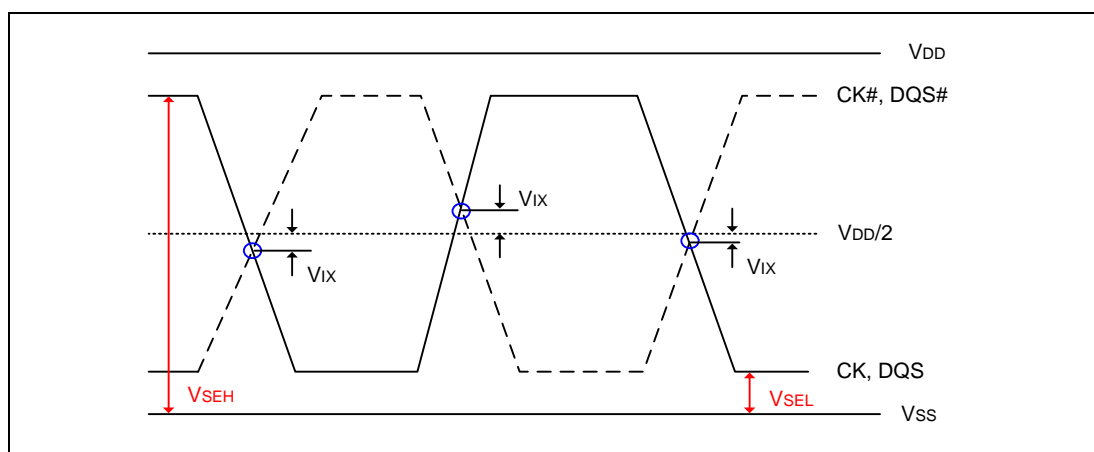 VDD
CK#, DQS#
VIX
VDD/2
VIX
VIX
CK, DQS
VSEH
VSEL
VSS